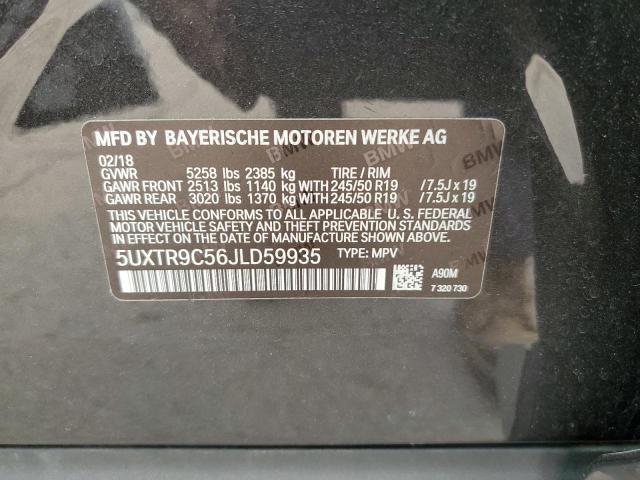 MFD BY BAYERISCHE MOTOREN WERKE AG
02/18
GVWR 5258 lbs 2385 kg TIRE / RIM
GAWR FRONT 2513 lbs 1140 kg WITH 245/50 R19 / 7.5J x 19
GAWR REAR 3020 lbs 1370 kg WITH 245/50 R19 / 7.5J x 19
THIS VEHICLE CONFORMS TO ALL APPLICABLE U. S. FEDERAL
MOTOR VEHICLE SAFETY AND THEFT PREVENTION STANDARDS
IN EFFECT ON THE DATE OF MANUFACTURE SHOWN ABOVE.
5UXTR9C56JLD59935 TYPE: MPV
A90M
7 320 730